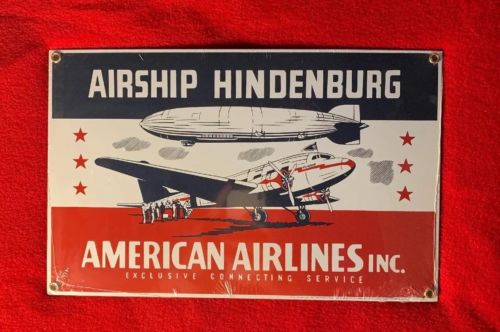 AIRSHIP HINDENBURG
AMERICAN AIRLINES INC.
EXCLUSIVE CONNECTING SERVICE